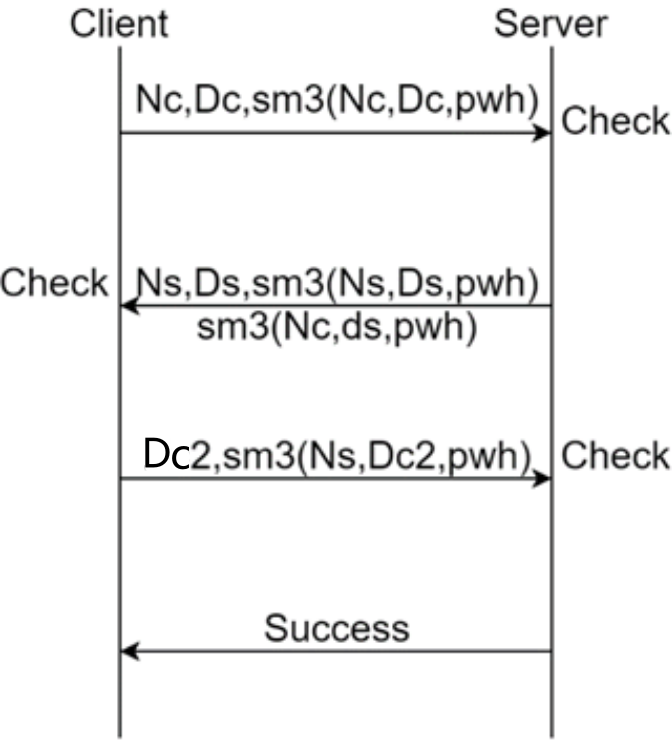 Client
Server
Nc,Dc,sm3(Nc,Dc,pwh)
Check
Check
Ns,Ds,sm3(Ns,Ds,pwh)
sm3(Nc,ds,pwh)
Dc2,sm3(Ns,Dc2,pwh)
Check
Success